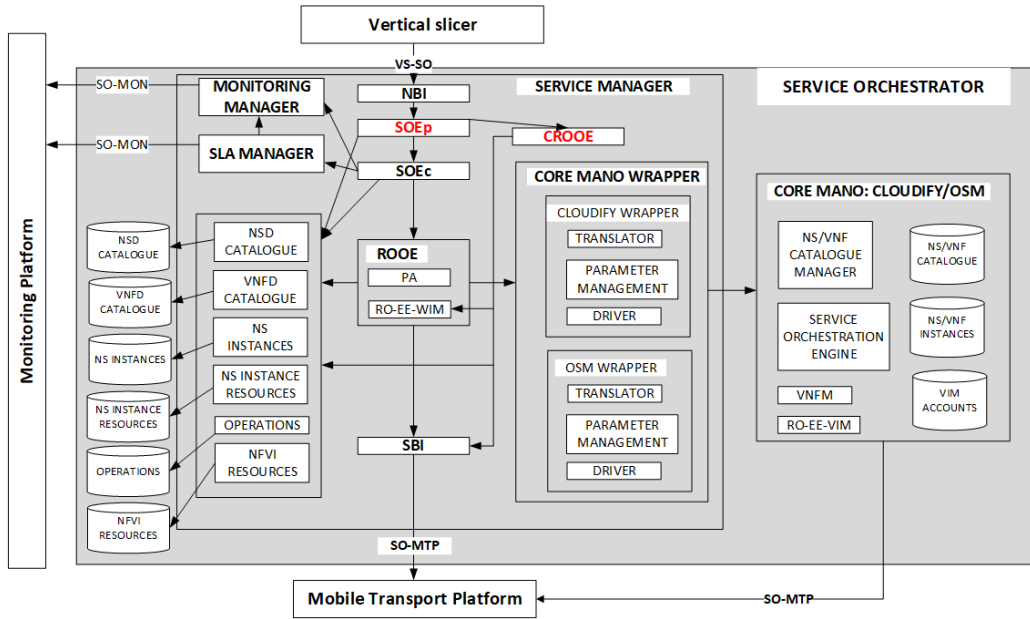 Vertical slicer
VS-SO
Monitoring Platform
SO-MON
SO-MON
MONITORING
MANAGER
SLA MANAGER
NBI
SOEp
SOEc
CROOE
SERVICE MANAGER
SERVICE ORCHESTRATOR
NSD
CATALOGUE
VNFD
CATALOGUE
NS INSTANCES
NS INSTANCE
RESOURCES
OPERATIONS
NFVI
RESOURCES
NSD
CATALOGUE
VNFD
CATALOGUE
NS
INSTANCES
NS INSTANCE
RESOURCES
OPERATIONS
NFVI
RESOURCES
ROOE
PA
RO-EE-WIM
SBI
CORE MANO WRAPPER
CLOUDIFY WRAPPER
TRANSLATOR
PARAMETER
MANAGEMENT
DRIVER
OSM WRAPPER
TRANSLATOR
PARAMETER
MANAGEMENT
DRIVER
CORE MANO: CLOUDIFY/OSM
NS/VNF
CATALOGUE
MANAGER
SERVICE
ORCHESTRATION
ENGINE
VNFM
RO-EE-VIM
NS/VNF
CATALOGUE
NS/VNF
INSTANCES
VIM
ACCOUNTS
SO-MTP
SO-MTP
Mobile Transport Platform